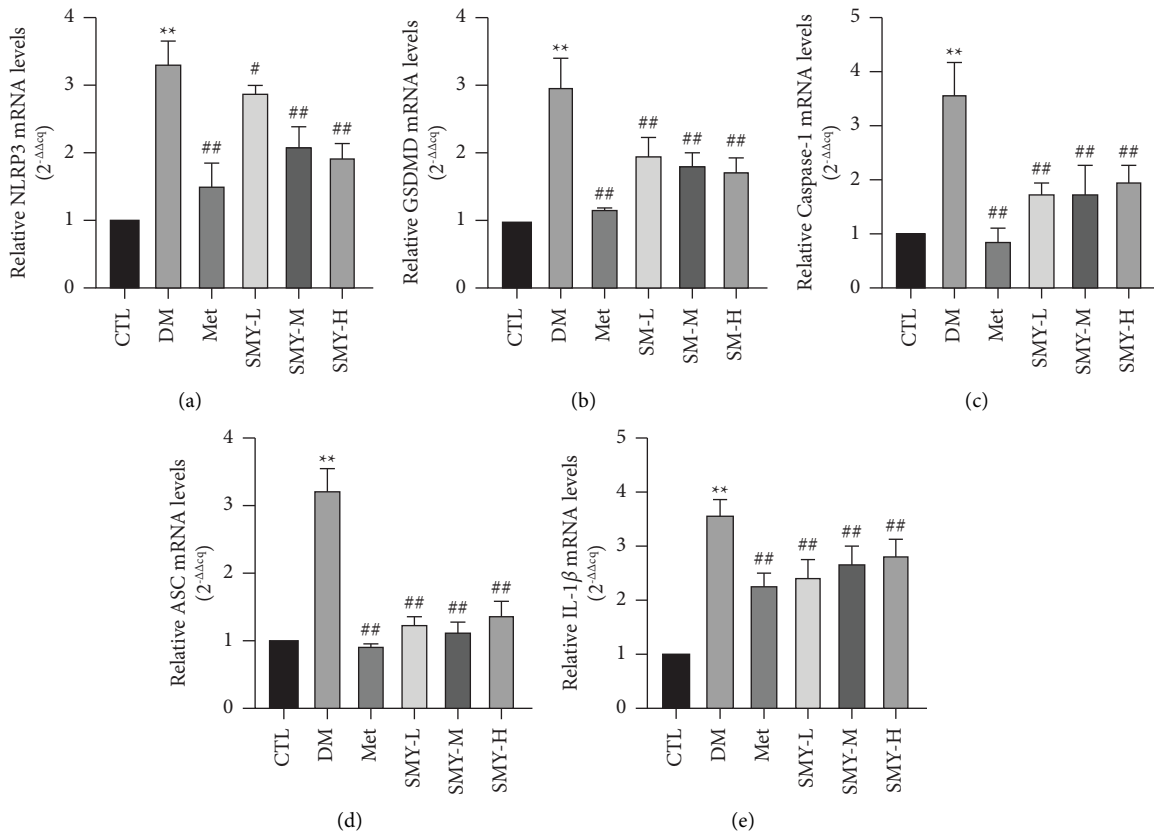 Relative NLRP3 mRNA levels
(2-ΔΔcq)
4
3
2
1
0
**
##
#
##
##
CTL
DM
Met
SMY-L
SMY-M
SMY-H
(a)
Relative GSDMD mRNA levels
(2-ΔΔcq)
4
3
2
1
0
**
##
##
##
##
CTL
DM
Met
SM-L
SM-M
SM-H
(b)
Relative Caspase-1 mRNA levels
(2-ΔΔcq)
5
4
3
2
1
0
**
##
##
##
##
CTL
DM
Met
SMY-L
SMY-M
SMY-H
(c)
Relative ASC mRNA levels
(2-ΔΔcq)
4
3
2
1
0
**
##
##
##
##
CTL
DM
Met
SMY-L
SMY-M
SMY-H
(d)
Relative IL-1β mRNA levels
(2-ΔΔcq)
5
4
3
2
1
0
**
##
##
##
##
CTL
DM
Met
SMY-L
SMY-M
SMY-H
(e)